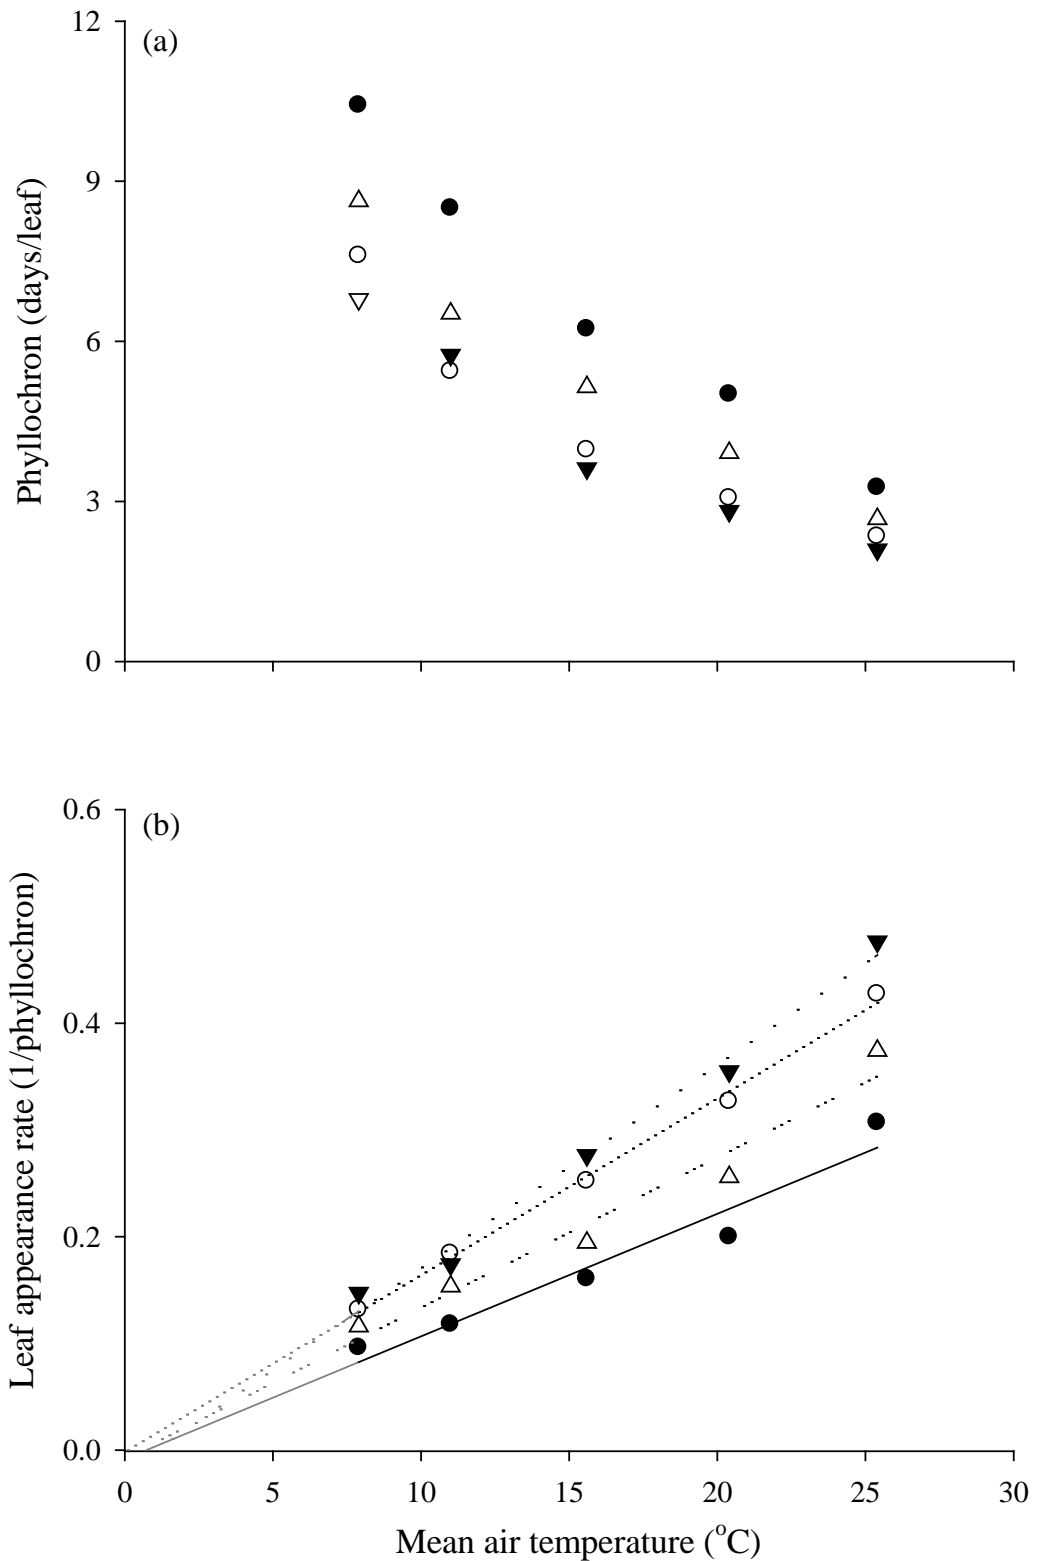 12
(a)
9
6
3
0
Phyllochron (days/leaf)
0.6
(b)
0.4
0.2
0.0
Leaf appearance rate (1/phyllochron)
0 5 10 15 20 25 30
Mean air temperature (°C)